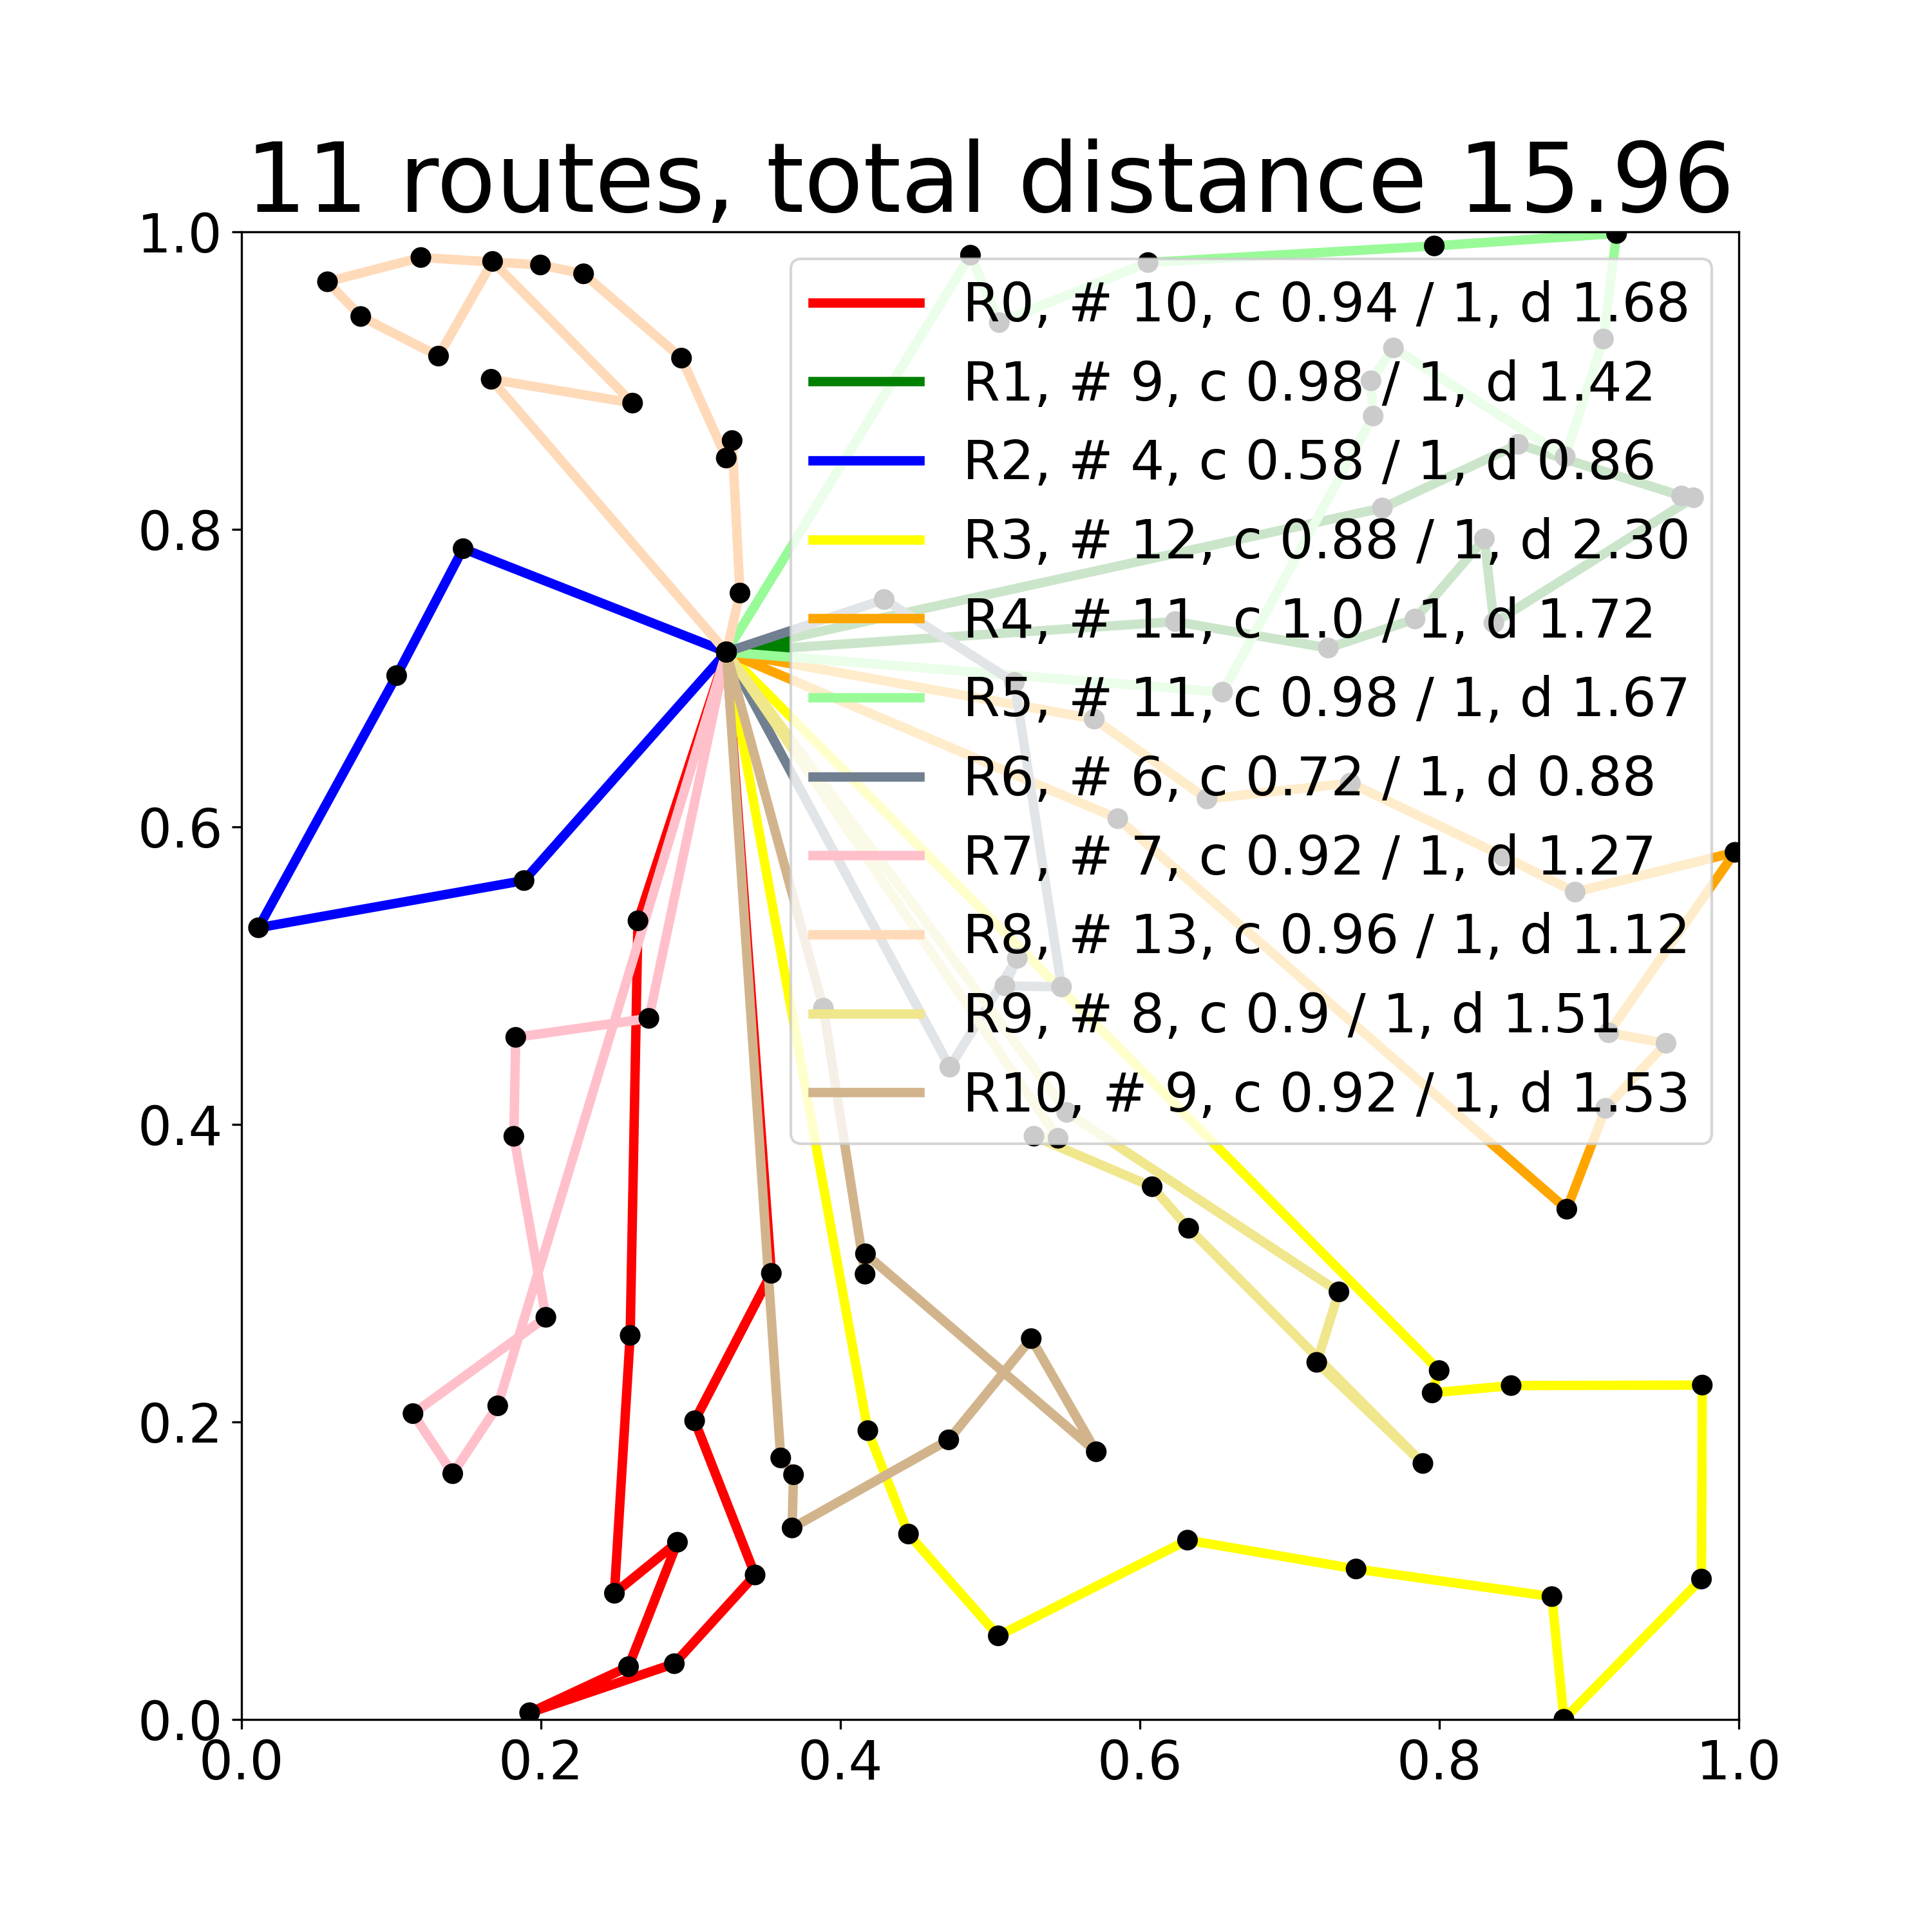 11 routes, total distance 15.96
1.0
0.8
0.6
0.4
0.2
0.0
R0, # 10, c 0.94 / 1, d 1.68
R1, # 9, c 0.98 / 1, d 1.42
R2, # 4, c 0.58 / 1, d 0.86
R3, # 12, c 0.88 / 1, d 2.30
R4, # 11, c 1.0 / 1, d 1.72
R5, # 11, c 0.98 / 1, d 1.67
R6, # 6, c 0.72 / 1, d 0.88
R7, # 7, c 0.92 / 1, d 1.27
R8, # 13, c 0.96 / 1, d 1.12
R9, # 8, c 0.9 / 1, d 1.51
R10, # 9, c 0.92 / 1, d 1.53
0.0 0.2 0.4 0.6 0.8 1.0